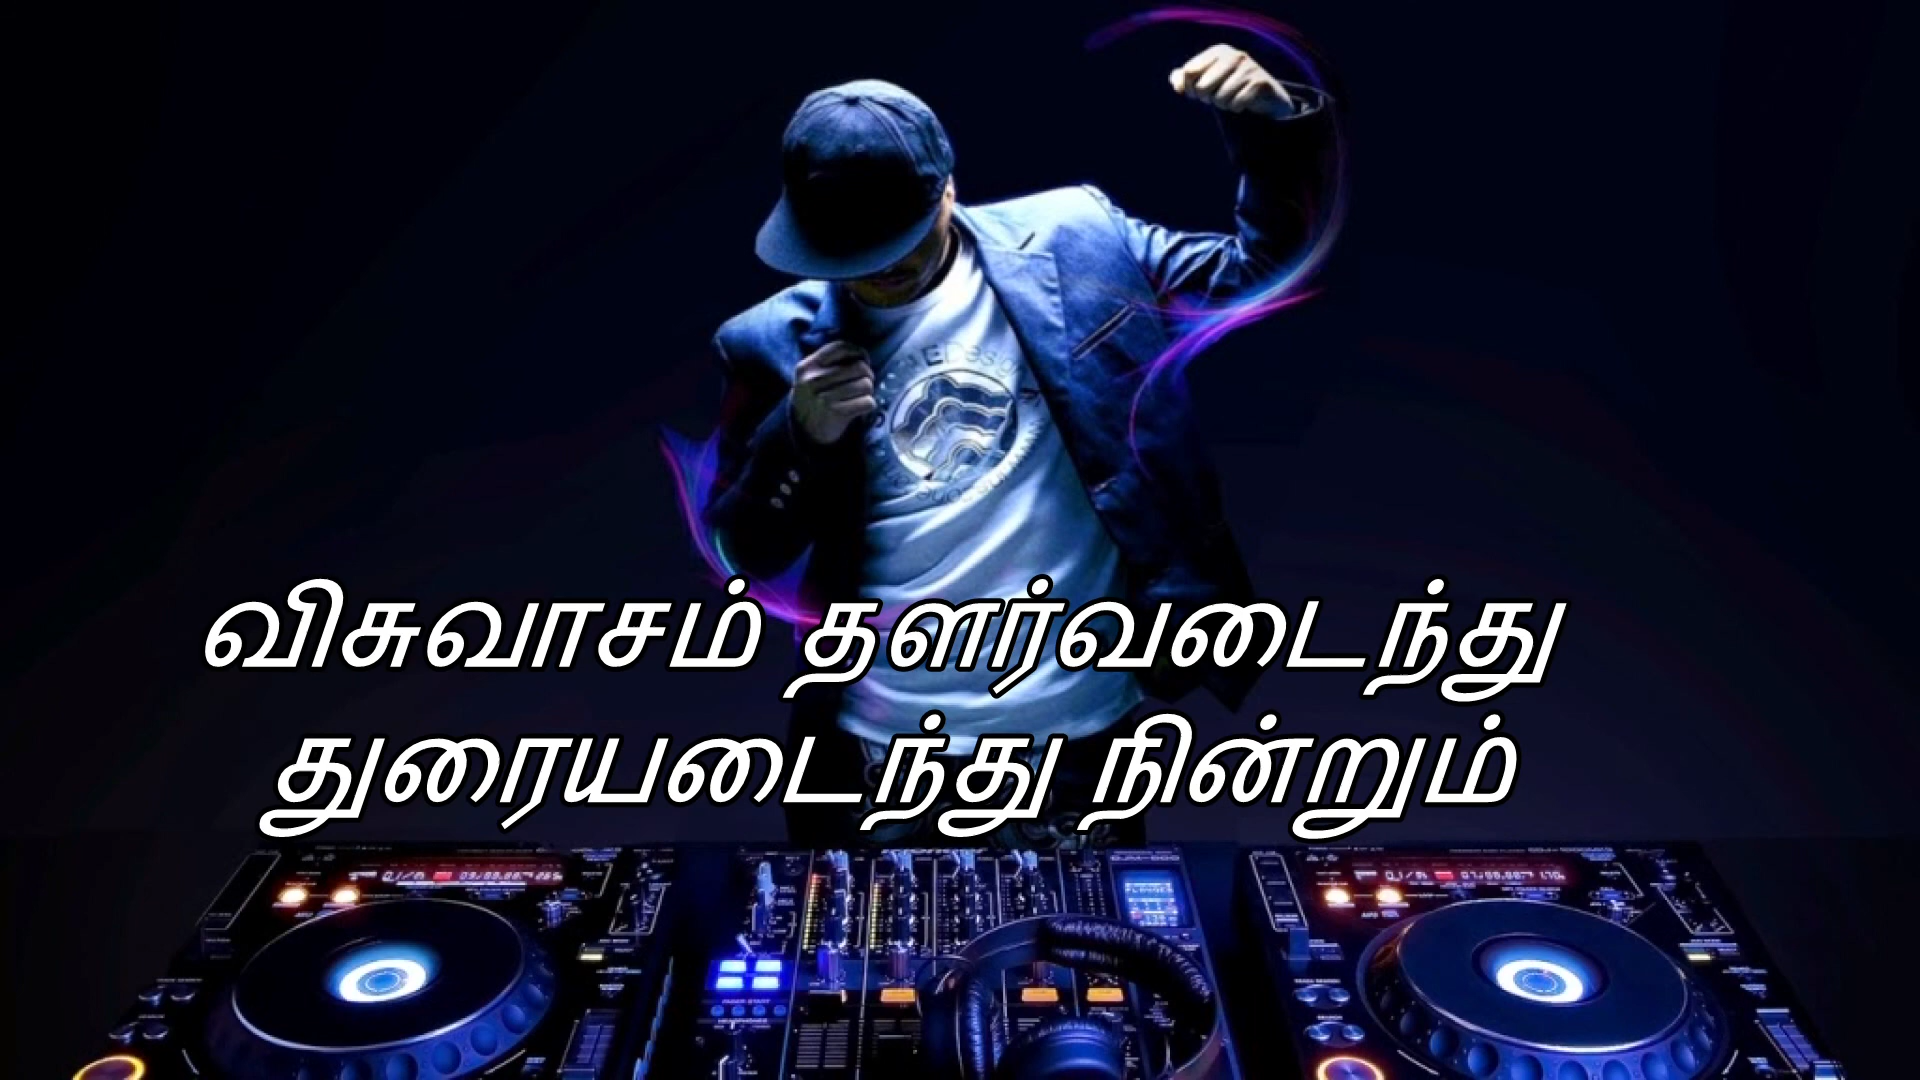 விசுவாசம் தளர்வடைந்து
துரையடைந்து நின்றும்